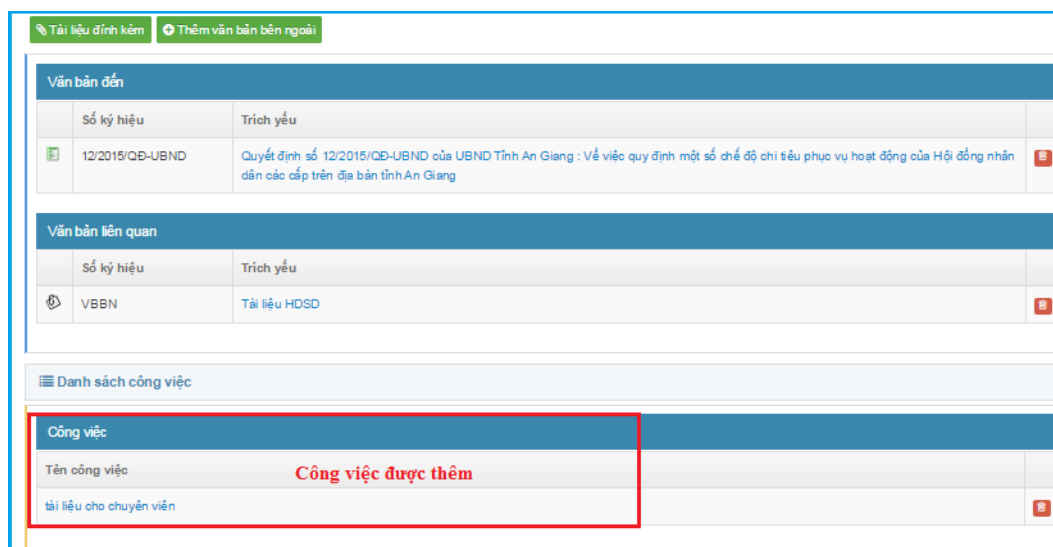 Tài liệu đính kèm Thêm văn bản bên ngoài
Văn bản đến
Số ký hiệu Trích yếu
12/2015/QĐ-UBND Quyết định số 12/2015/QĐ-UBND của UBND Tỉnh An Giang : Về việc quy định một số chế độ chi tiêu phục vụ hoạt động của Hội đồng nhân
dân các cấp trên địa bàn tỉnh An Giang
Văn bản liên quan
Số ký hiệu Trích yếu
VBBN Tài liệu HDSD
Danh sách công việc
Công việc
Tên công việc Công việc được thêm
tài liệu cho chuyên viên